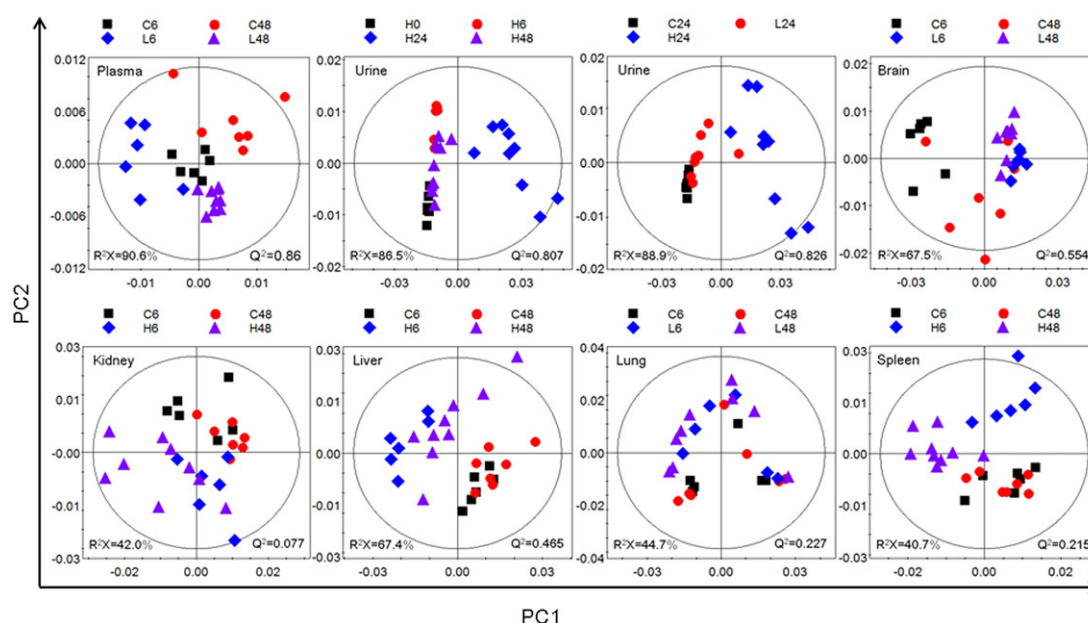 C6 C48
L6 L48
Plasma
0.012
0.006
0.000
-0.006
-0.012
R²X=90.6% Q²=0.86
-0.01 0.00 0.01
H0 H6
H24 H48
Urine
0.02
0.01
0.00
-0.01
-0.02
R²X=86.5% Q²=0.807
-0.03 0.00 0.03
C24 L24
H24
Urine
0.02
0.01
0.00
-0.01
-0.02
R²X=88.9% Q²=0.826
-0.03 0.00 0.03
C6 C48
L6 L48
Brain
0.02
0.01
0.00
-0.01
-0.02
R²X=67.5% Q²=0.554
-0.03 0.00 0.03
C6 C48
H6 H48
Kidney
0.03
0.01
-0.00
-0.01
-0.03
R²X=42.0% Q²=0.077
-0.02 0.00 0.02
C6 C48
H6 H48
Liver
0.03
0.01
-0.00
-0.01
-0.03
R²X=67.4% Q²=0.465
-0.03 0.00 0.03
C6 C48
L6 L48
Lung
0.04
0.02
0.00
-0.02
-0.04
R²X=44.7% Q²=0.227
-0.03 0.00 0.03
C6 C48
H6 H48
Spleen
0.03
0.01
-0.00
-0.01
-0.03
R²X=40.7% Q²=0.215
-0.02 0.00 0.02
PC2
PC1